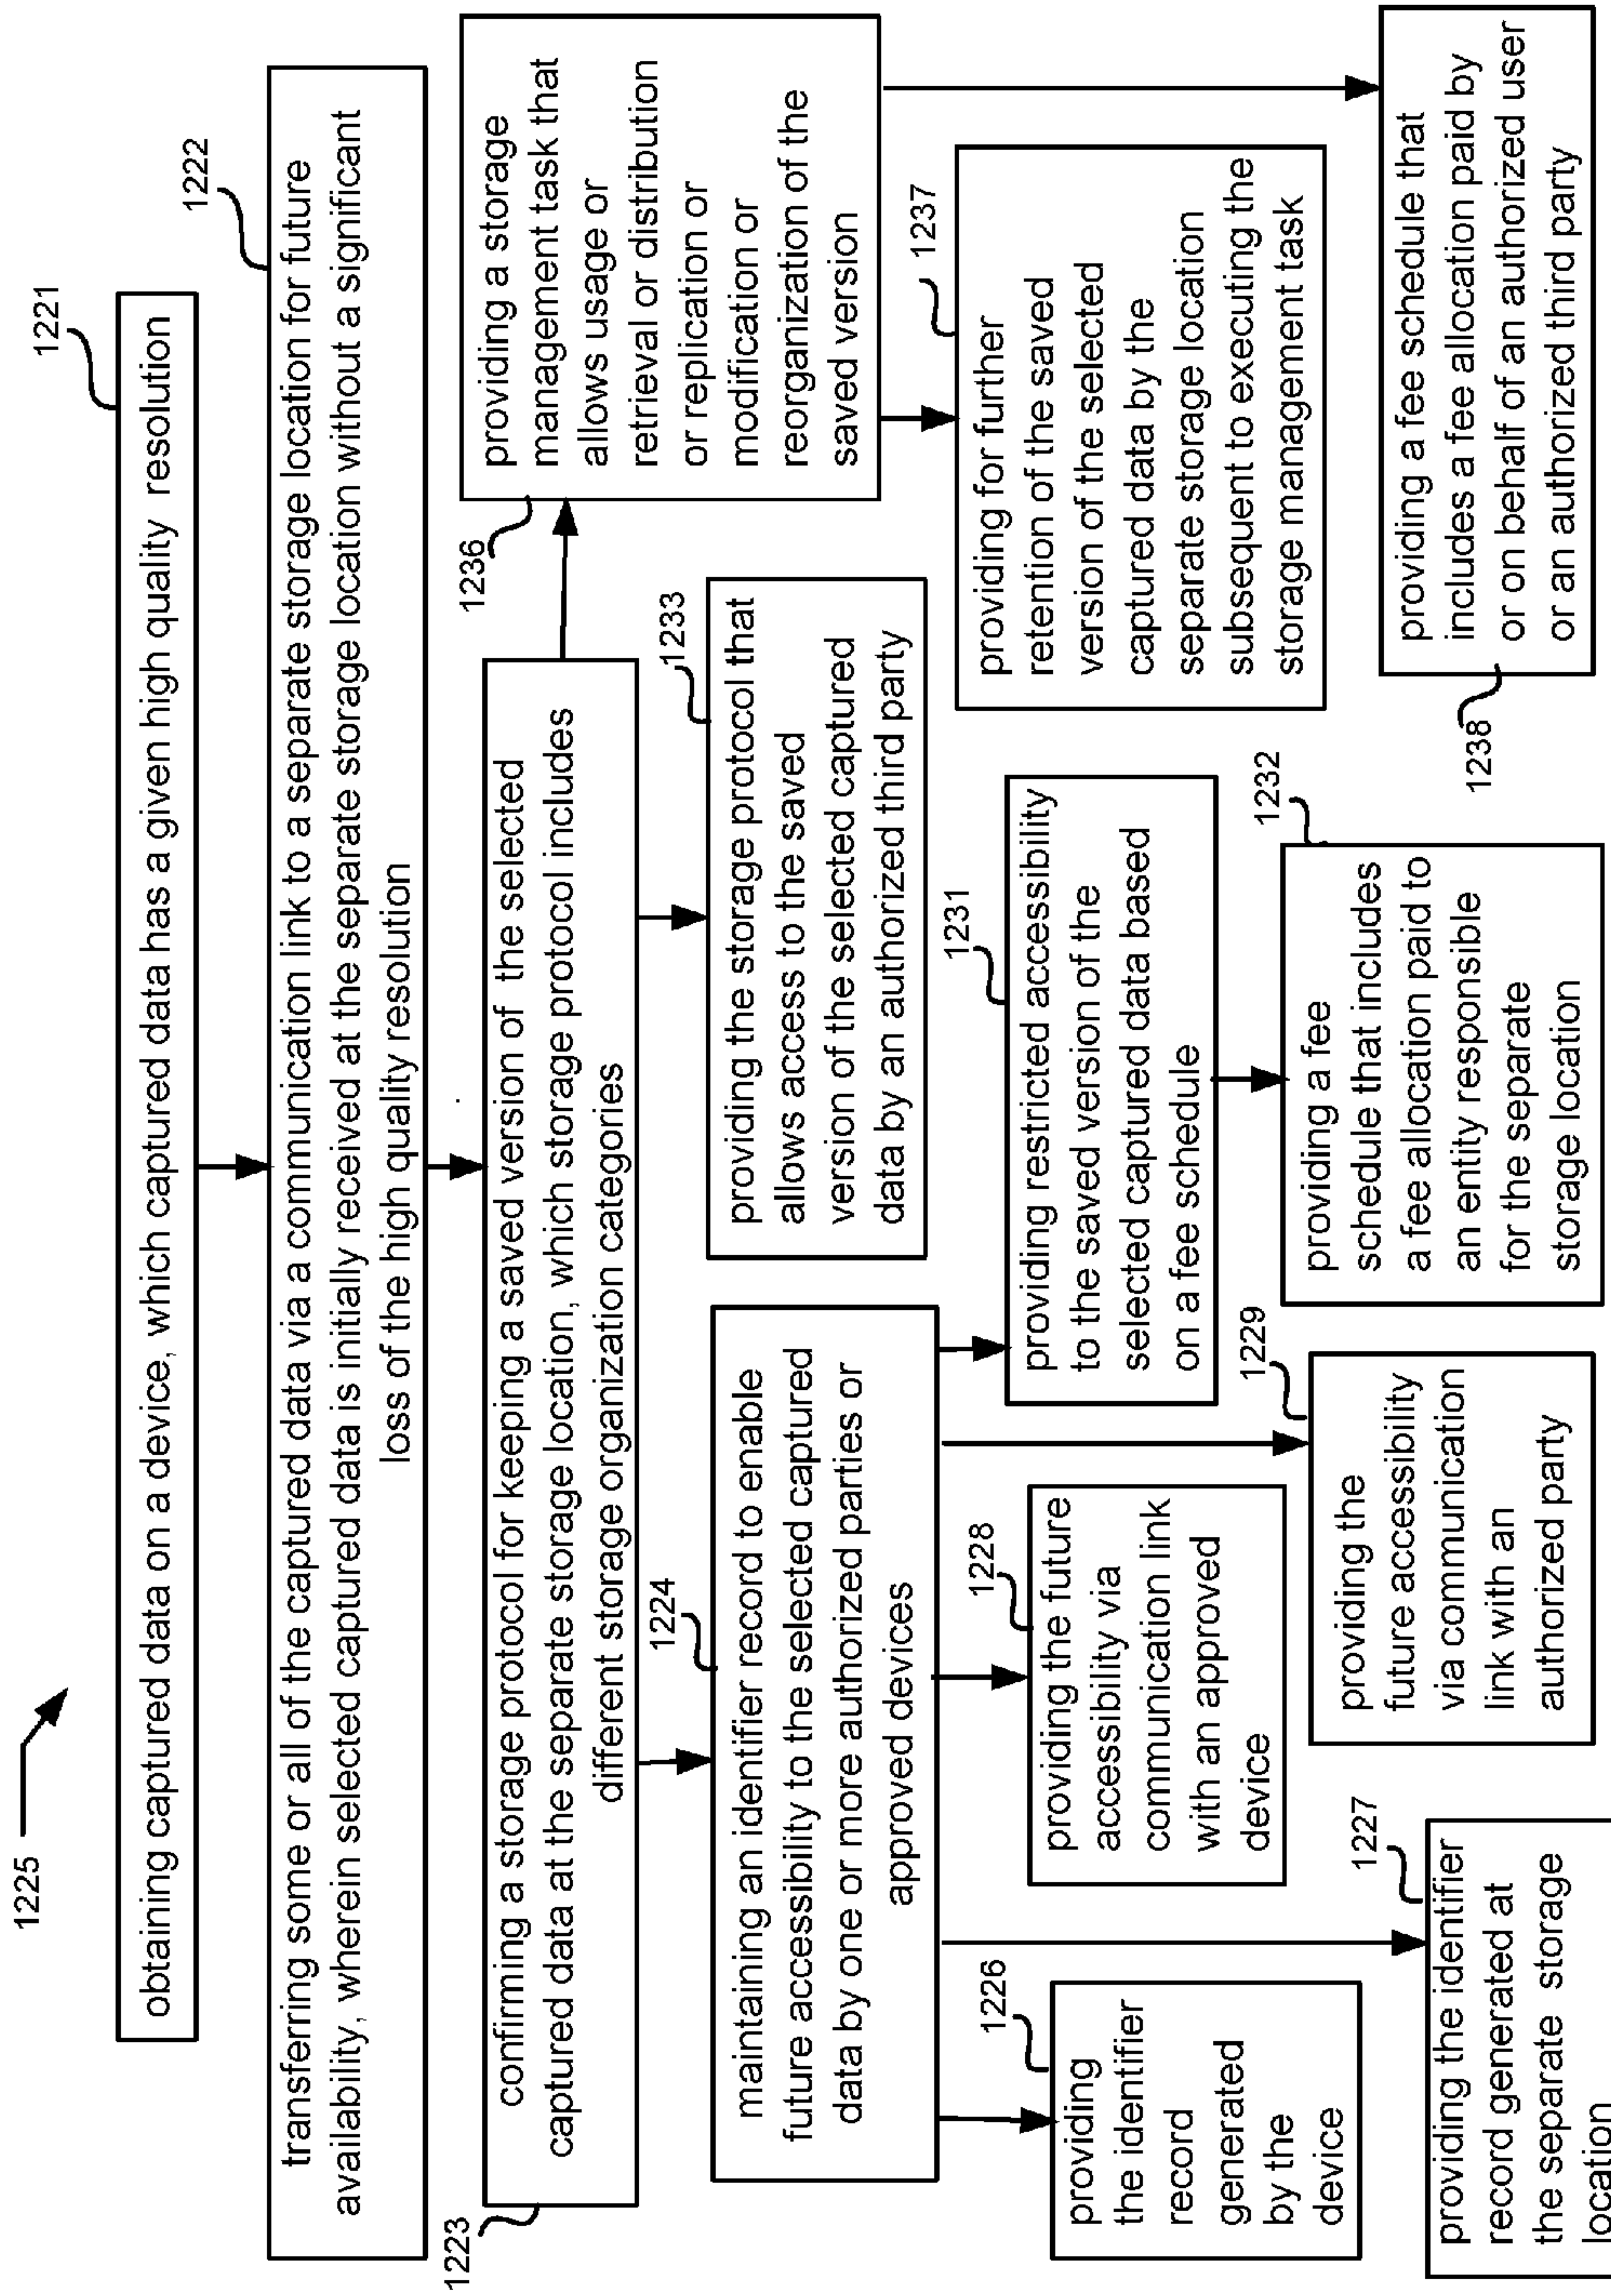 1225
1221
obtaining captured data on a device, which captured data has a given high quality resolution
1222
transferring some or all of the captured data via a communication link to a separate storage location for future
availability, wherein selected captured data is initially received at the separate storage location without a significant
loss of the high quality resolution
1223
confirming a storage protocol for keeping a saved version of the selected
captured data at the separate storage location, which storage protocol includes
different storage organization categories
1236
providing a storage
management task that
allows usage or
retrieval or distribution
or replication or
modification or
reorganization of the
saved version
1224
maintaining an identifier record to enable
future accessibility to the selected captured
data by one or more authorized parties or
approved devices
1233
providing the storage protocol that
allows access to the saved
version of the selected captured
data by an authorized third party
1237
providing for further
retention of the saved
version of the selected
captured data by the
separate storage location
subsequent to executing the
storage management task
1226
providing
the identifier
record
generated
by the
device
1228
providing the future
accessibility via
communication link
with an approved
device
1231
providing restricted accessibility
to the saved version of the
selected captured data based
on a fee schedule
1227
providing the identifier
record generated at
the separate storage
location
1229
providing the
future accessibility
via communication
link with an
authorized party
1232
providing a fee
schedule that includes
a fee allocation paid to
an entity responsible
for the separate
storage location
1238
providing a fee schedule that
includes a fee allocation paid by
or on behalf of an authorized user
or an authorized third party